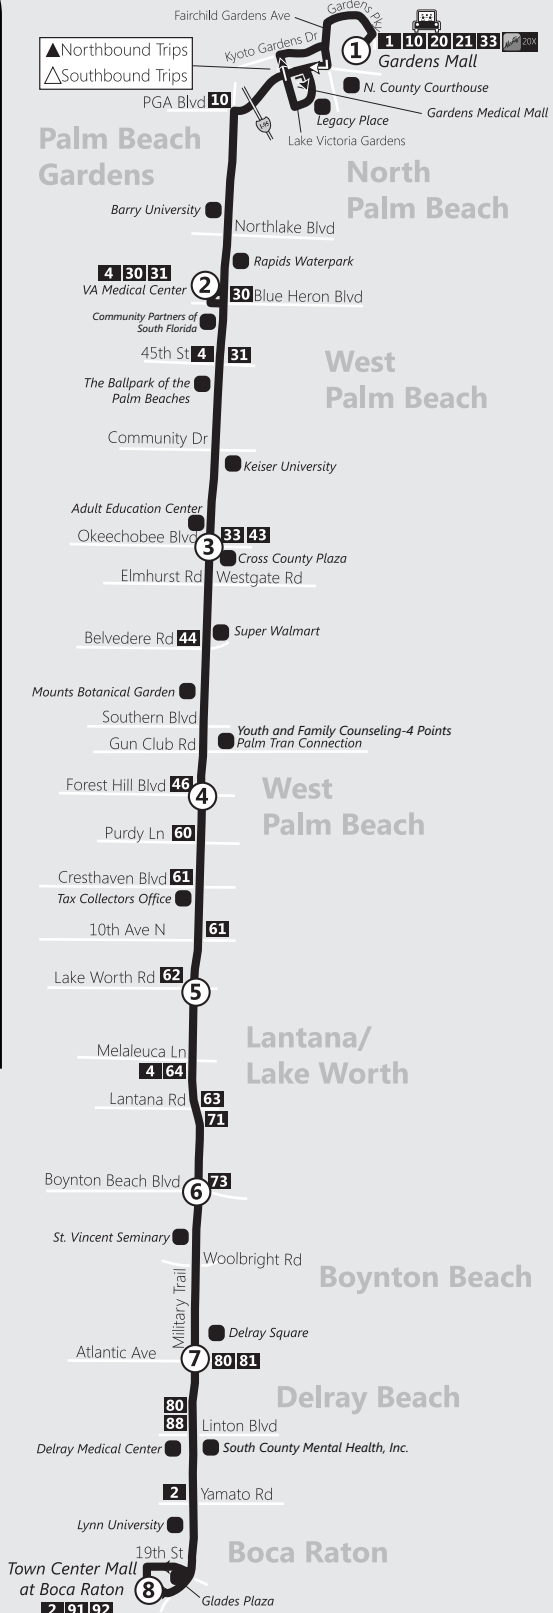 Fairchild Gardens Ave
Gardens Pkwy
▲Northbound Trips
△Southbound Trips
Kyoto Gardens Dr
1
1 10 20 21 33 20X
Gardens Mall
N. County Courthouse
PGA Blvd 10
I-95
Legacy Place
Gardens Medical Mall
Lake Victoria Gardens
Palm Beach
Gardens
North
Palm Beach
Barry University
Northlake Blvd
Rapids Waterpark
4 30 31
VA Medical Center
2
30 Blue Heron Blvd
Community Partners of
South Florida
45th St 4
31
West
Palm Beach
The Ballpark of the
Palm Beaches
Community Dr
Keiser University
Adult Education Center
Okeechobee Blvd
3
33 43
Cross County Plaza
Elmhurst Rd
Westgate Rd
Belvedere Rd 44
Super Walmart
Mounts Botanical Garden
Southern Blvd
Gun Club Rd
Youth and Family Counseling-4 Points
Palm Tran Connection
Forest Hill Blvd 46
4
West
Palm Beach
Purdy Ln 60
Cresthaven Blvd 61
Tax Collectors Office
10th Ave N
61
Lake Worth Rd 62
5
Lantana/
Lake Worth
Melaleuca Ln
4 64
Lantana Rd
63
71
Boynton Beach Blvd
6
73
St. Vincent Seminary
Woolbright Rd
Boynton Beach
Military Trail
Delray Square
Atlantic Ave
7
80 81
Delray Beach
80
88
Linton Blvd
Delray Medical Center
South County Mental Health, Inc.
2
Yamato Rd
Lynn University
19th St
Boca Raton
Town Center Mall
at Boca Raton
8
2 91 92
Glades Plaza